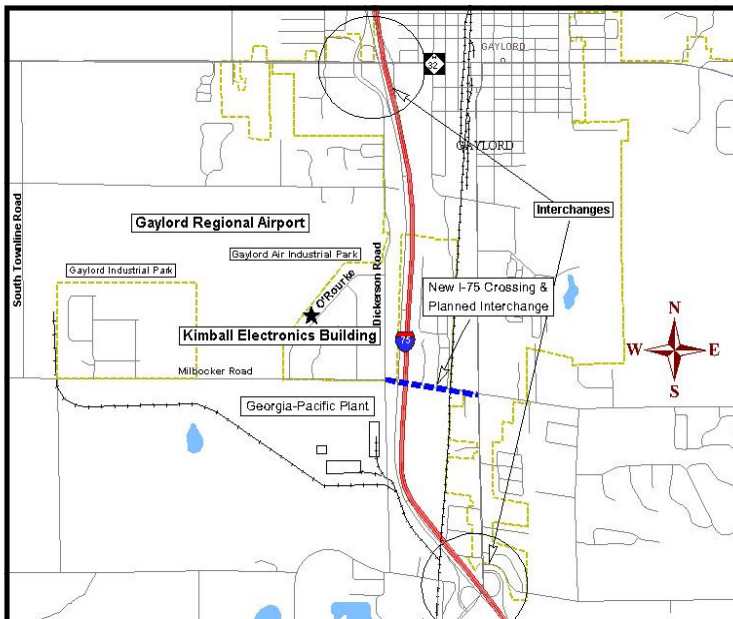 GAYLORD
32
GAYLORD
Interchanges
South Townline Road
Gaylord Regional Airport
Gaylord Air Industrial Park
Gaylord Industrial Park
O'Rourke
Dickerson Road
New I-75 Crossing &
Planned Interchange
Kimball Electronics Building
75
N
W
E
S
Milbocker Road
Georgia-Pacific Plant